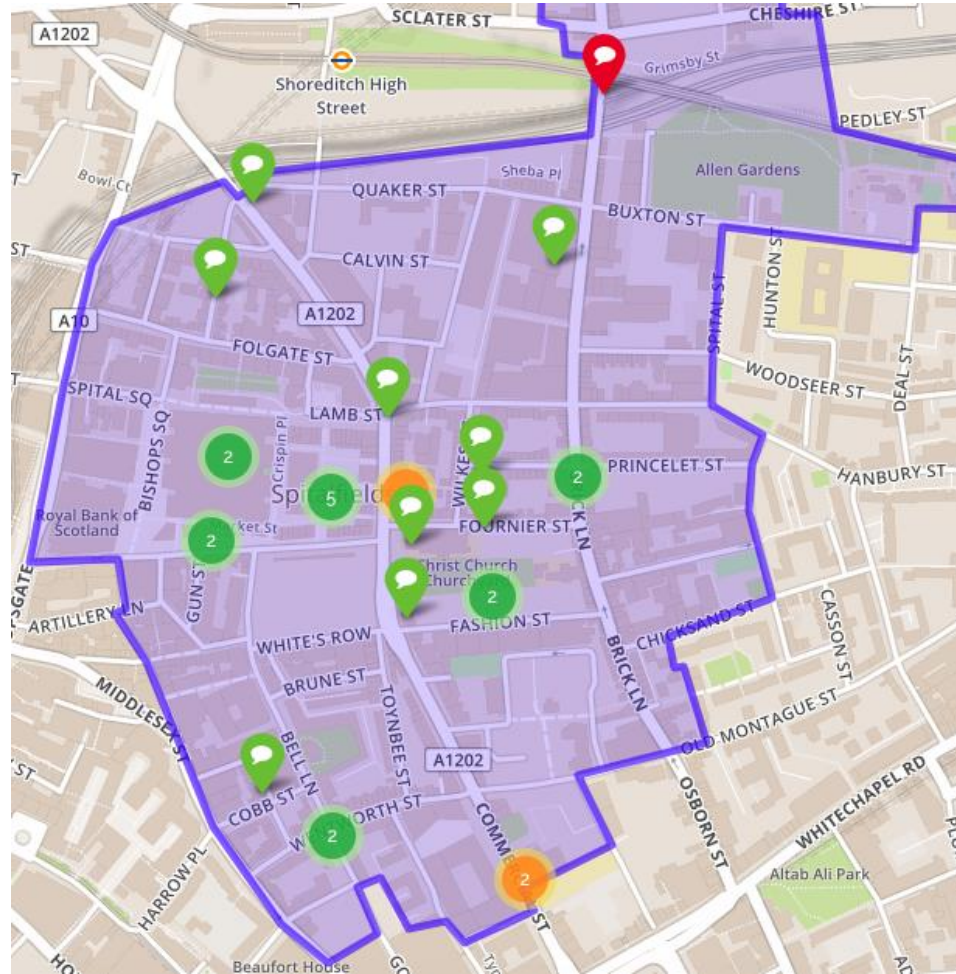 SCLATER ST
CHESHIRE ST
A1202
Grimsby St
Shoreditch High
Street
PEDLEY ST
Bowl Ct
Sheba Pl
Allen Gardens
QUAKER ST
BUXTON ST
CALVIN ST
HUNTON ST
A10
A1202
SPITAL ST
FOLGATE ST
WOODSEER ST
DEAL ST
SPITAL SQ
LAMB ST
BISHOPS SQ
Crispin Pl
2
PRINCELET ST
2
HANBURY ST
5
Royal Bank of
Scotland
FOURNIER ST
2
GUN ST
Christ Church
2
ARTILLERY LN
FASHION ST
CHICKSAND ST
CASSON ST
WHITE'S ROW
BRICK LN
BRUNE ST
MIDDLESEX ST
TOYNBEE ST
OLD MONTAGUE ST
BELL LN
A1202
WHITECHAPEL RD
COBB ST
OSBORN ST
2
HARROW PL
2
Altab Ali Park
Beaufort House